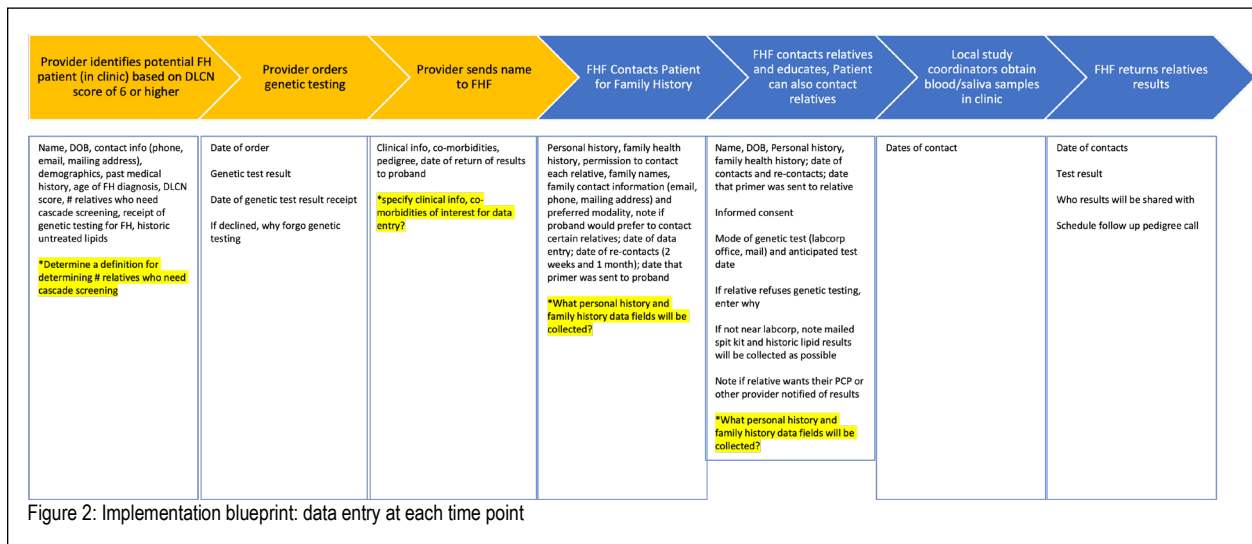 Provider identifies potential FH
patient (in clinic) based on DLCN
score of 6 or higher
Provider orders
genetic testing
Provider sends name
to FHF
FHF Contacts Patient
for Family History
FHF contacts relatives
and educates, Patient
can also contact
relatives
Local study
coordinators obtain
blood/saliva samples
in clinic
FHF returns relatives
results
Name, DOB, contact info (phone,
email, mailing address),
demographics, past medical
history, age of FH diagnosis, DLCN
score, # relatives who need
cascade screening, receipt of
genetic testing for FH, historic
untreated lipids
*Determine a definition for
determining # relatives who need
cascade screening
Date of order
Genetic test result
Date of genetic test result receipt
If declined, why forgo genetic
testing
Clinical info, co-morbidities,
pedigree, date of return of results
to proband
*specify clinical info, co-
morbidities of interest for data
entry?
Personal history, family health
history, permission to contact
each relative, family names,
family contact information (email,
phone, mailing address) and
preferred modality, note if
proband would prefer to contact
certain relatives; date of data
entry; date of re-contacts (2
weeks and 1 month); date that
primer was sent to proband
*What personal history and
family history data fields will be
collected?
Name, DOB, Personal history,
family health history; date of
contacts and re-contacts; date
that primer was sent to relative
Informed consent
Mode of genetic test (labcorp
office, mail) and anticipated test
date
If relative refuses genetic testing,
enter why
If not near labcorp, note mailed
spit kit and historic lipid results
will be collected as possible
Note if relative wants their PCP or
other provider notified of results
*What personal history and
family history data fields will be
collected?
Dates of contact
Date of contacts
Test result
Who results will be shared with
Schedule follow up pedigree call
Figure 2: Implementation blueprint: data entry at each time point